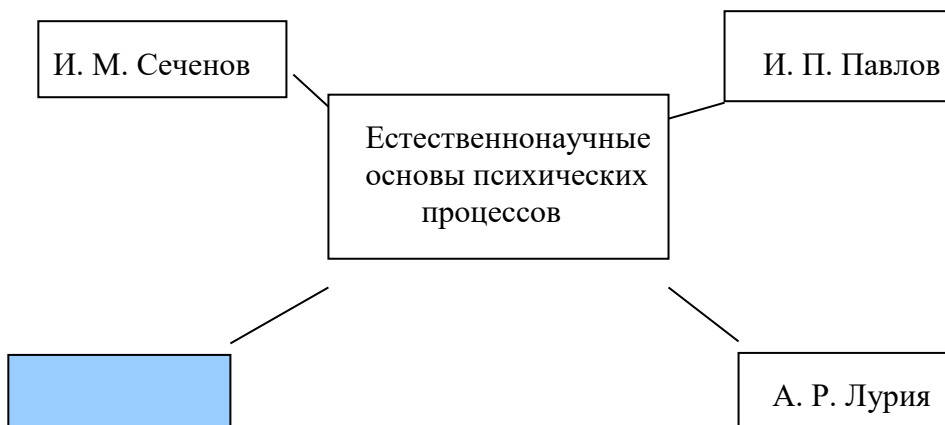 И. М. Сеченов
И. П. Павлов
Естественнонаучные
основы психических
процессов
А. Р. Лурия